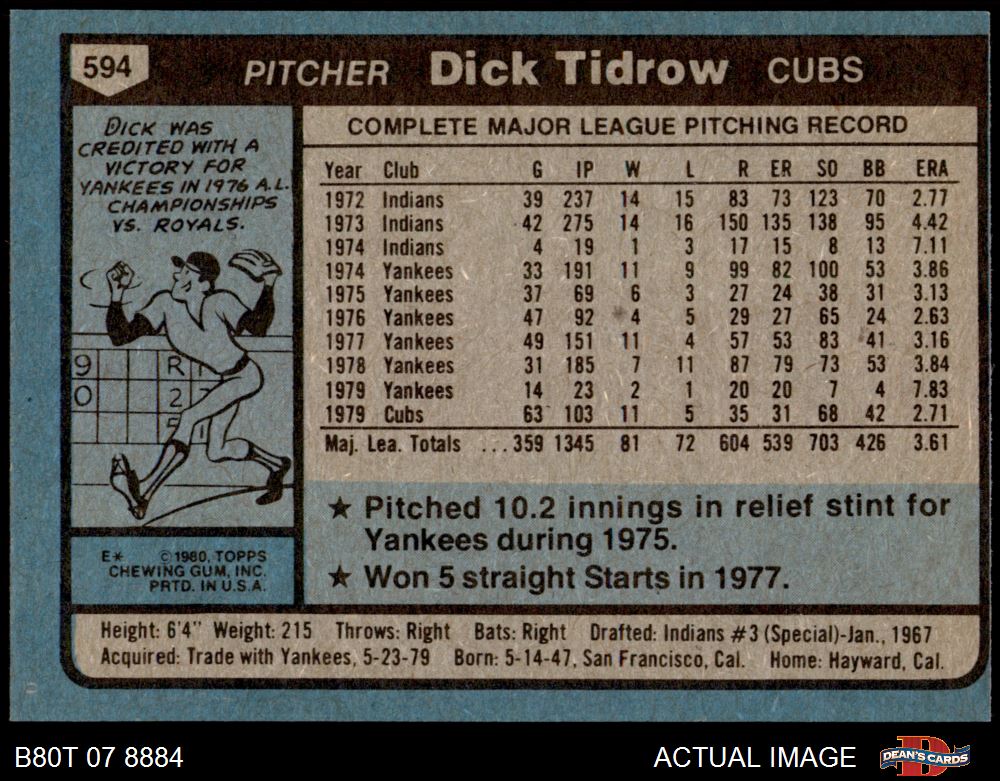 594 PITCHER Dick Tidrow CUBS
DICK WAS
CREDITED WITH A
VICTORY FOR
YANKEES IN 1976 A.L.
CHAMPIONSHIPS
VS. ROYALS.
9 R
0 2
5
E* ©1980, TOPPS
CHEWING GUM, INC.
PRTD. IN U.S.A.
COMPLETE MAJOR LEAGUE PITCHING RECORD
Year Club G IP W L R ER SO BB ERA
1972 Indians 39 237 14 15 83 73 123 70 2.77
1973 Indians 42 275 14 16 150 135 138 95 4.42
1974 Indians 4 19 1 3 17 15 8 13 7.11
1974 Yankees 33 191 11 9 99 82 100 53 3.86
1975 Yankees 37 69 6 3 27 24 38 31 3.13
1976 Yankees 47 92 4 5 29 27 65 24 2.63
1977 Yankees 49 151 11 4 57 53 83 41 3.16
1978 Yankees 31 185 7 11 87 79 73 53 3.84
1979 Yankees 14 23 2 1 20 20 7 4 7.83
1979 Cubs 63 103 11 5 35 31 68 42 2.71
Maj. Lea. Totals ... 359 1345 81 72 604 539 703 426 3.61
★ Pitched 10.2 innings in relief stint for
Yankees during 1975.
★ Won 5 straight Starts in 1977.
Height: 6'4" Weight: 215 Throws: Right Bats: Right Drafted: Indians #3 (Special)-Jan., 1967
Acquired: Trade with Yankees, 5-23-79 Born: 5-14-47, San Francisco, Cal. Home: Hayward, Cal.
B80T 07 8884 ACTUAL IMAGE DEAN'S CARDS